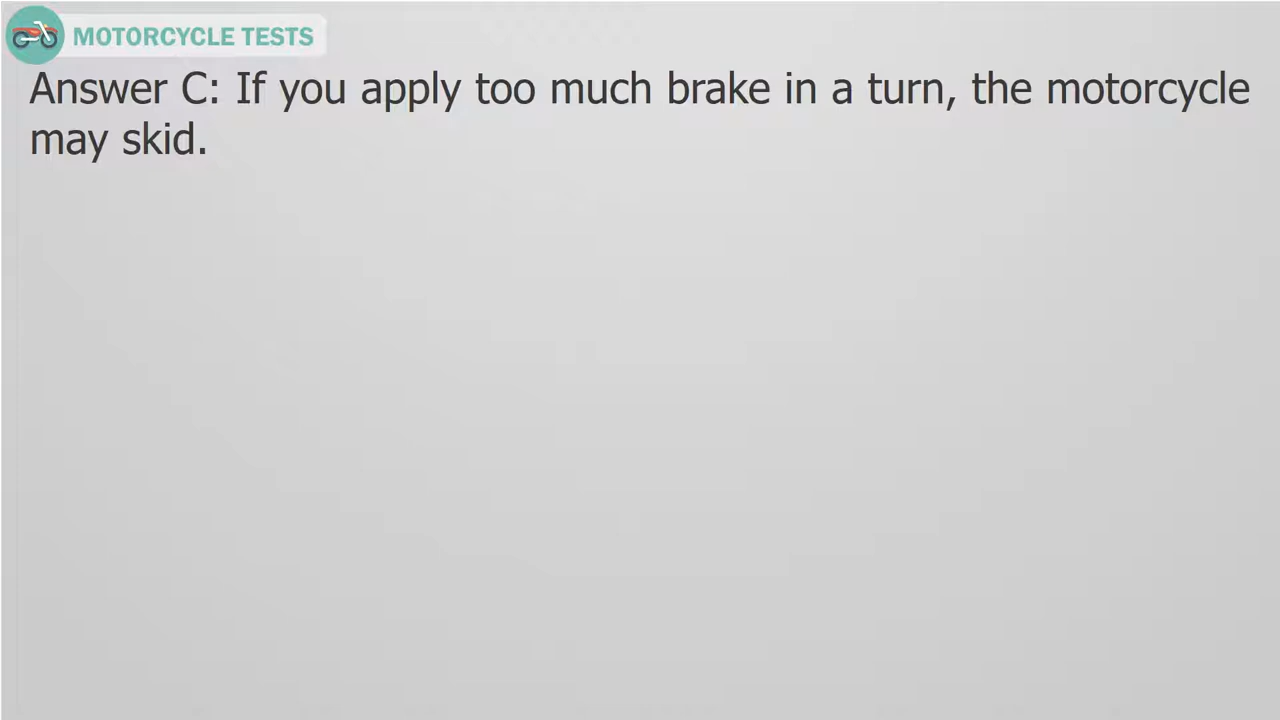 MOTORCYCLE TESTS
Answer C: If you apply too much brake in a turn, the motorcycle
may skid.